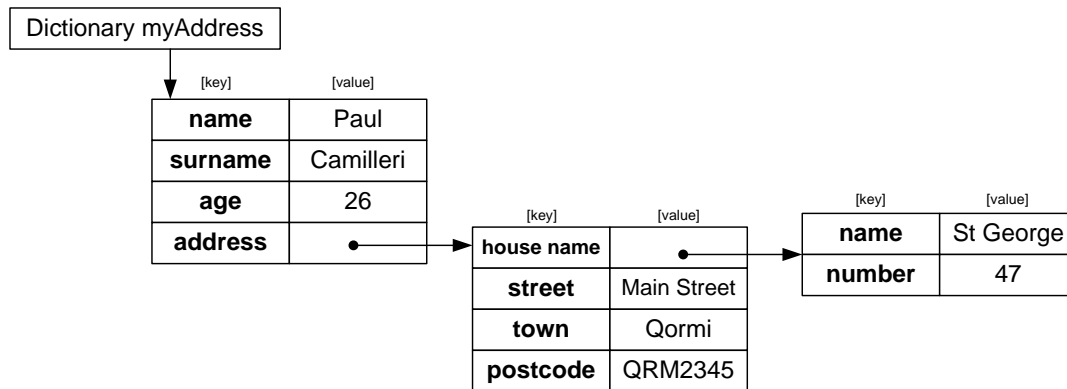 Dictionary myAddress
[key] [value]
name Paul
surname Camilleri
age 26
address
[key] [value]
house name
street Main Street
town Qormi
postcode QRM2345
[key] [value]
name St George
number 47